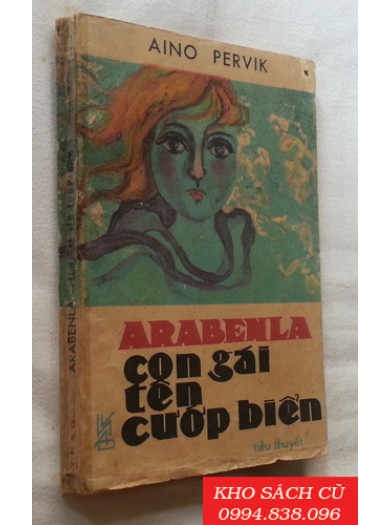 AINO PERVIK
ARABENLA
con gái
tên
cướp biển
tiểu thuyết
ARABENLA
KHO SÁCH CŨ
0994.838.096